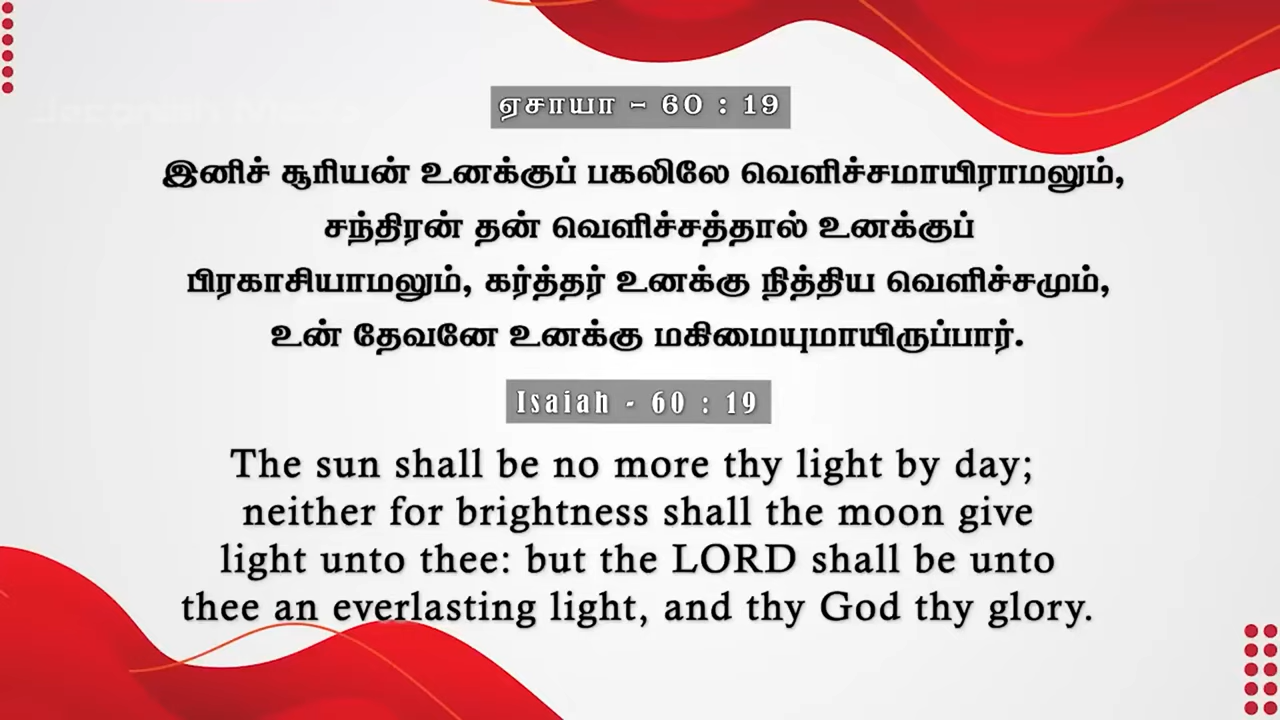 ஏசாயா - 60 : 19
இனிச் சூரியன் உனக்குப் பகலிலே வெளிச்சமாயிராமலும்,
சந்திரன் தன் வெளிச்சத்தால் உனக்குப்
பிரகாசியாமலும், கர்த்தர் உனக்கு நித்திய வெளிச்சமும்,
உன் தேவனே உனக்கு மகிமையுமாயிருப்பார்.
Isaiah - 60 : 19
The sun shall be no more thy light by day;
neither for brightness shall the moon give
light unto thee: but the LORD shall be unto
thee an everlasting light, and thy God thy glory.